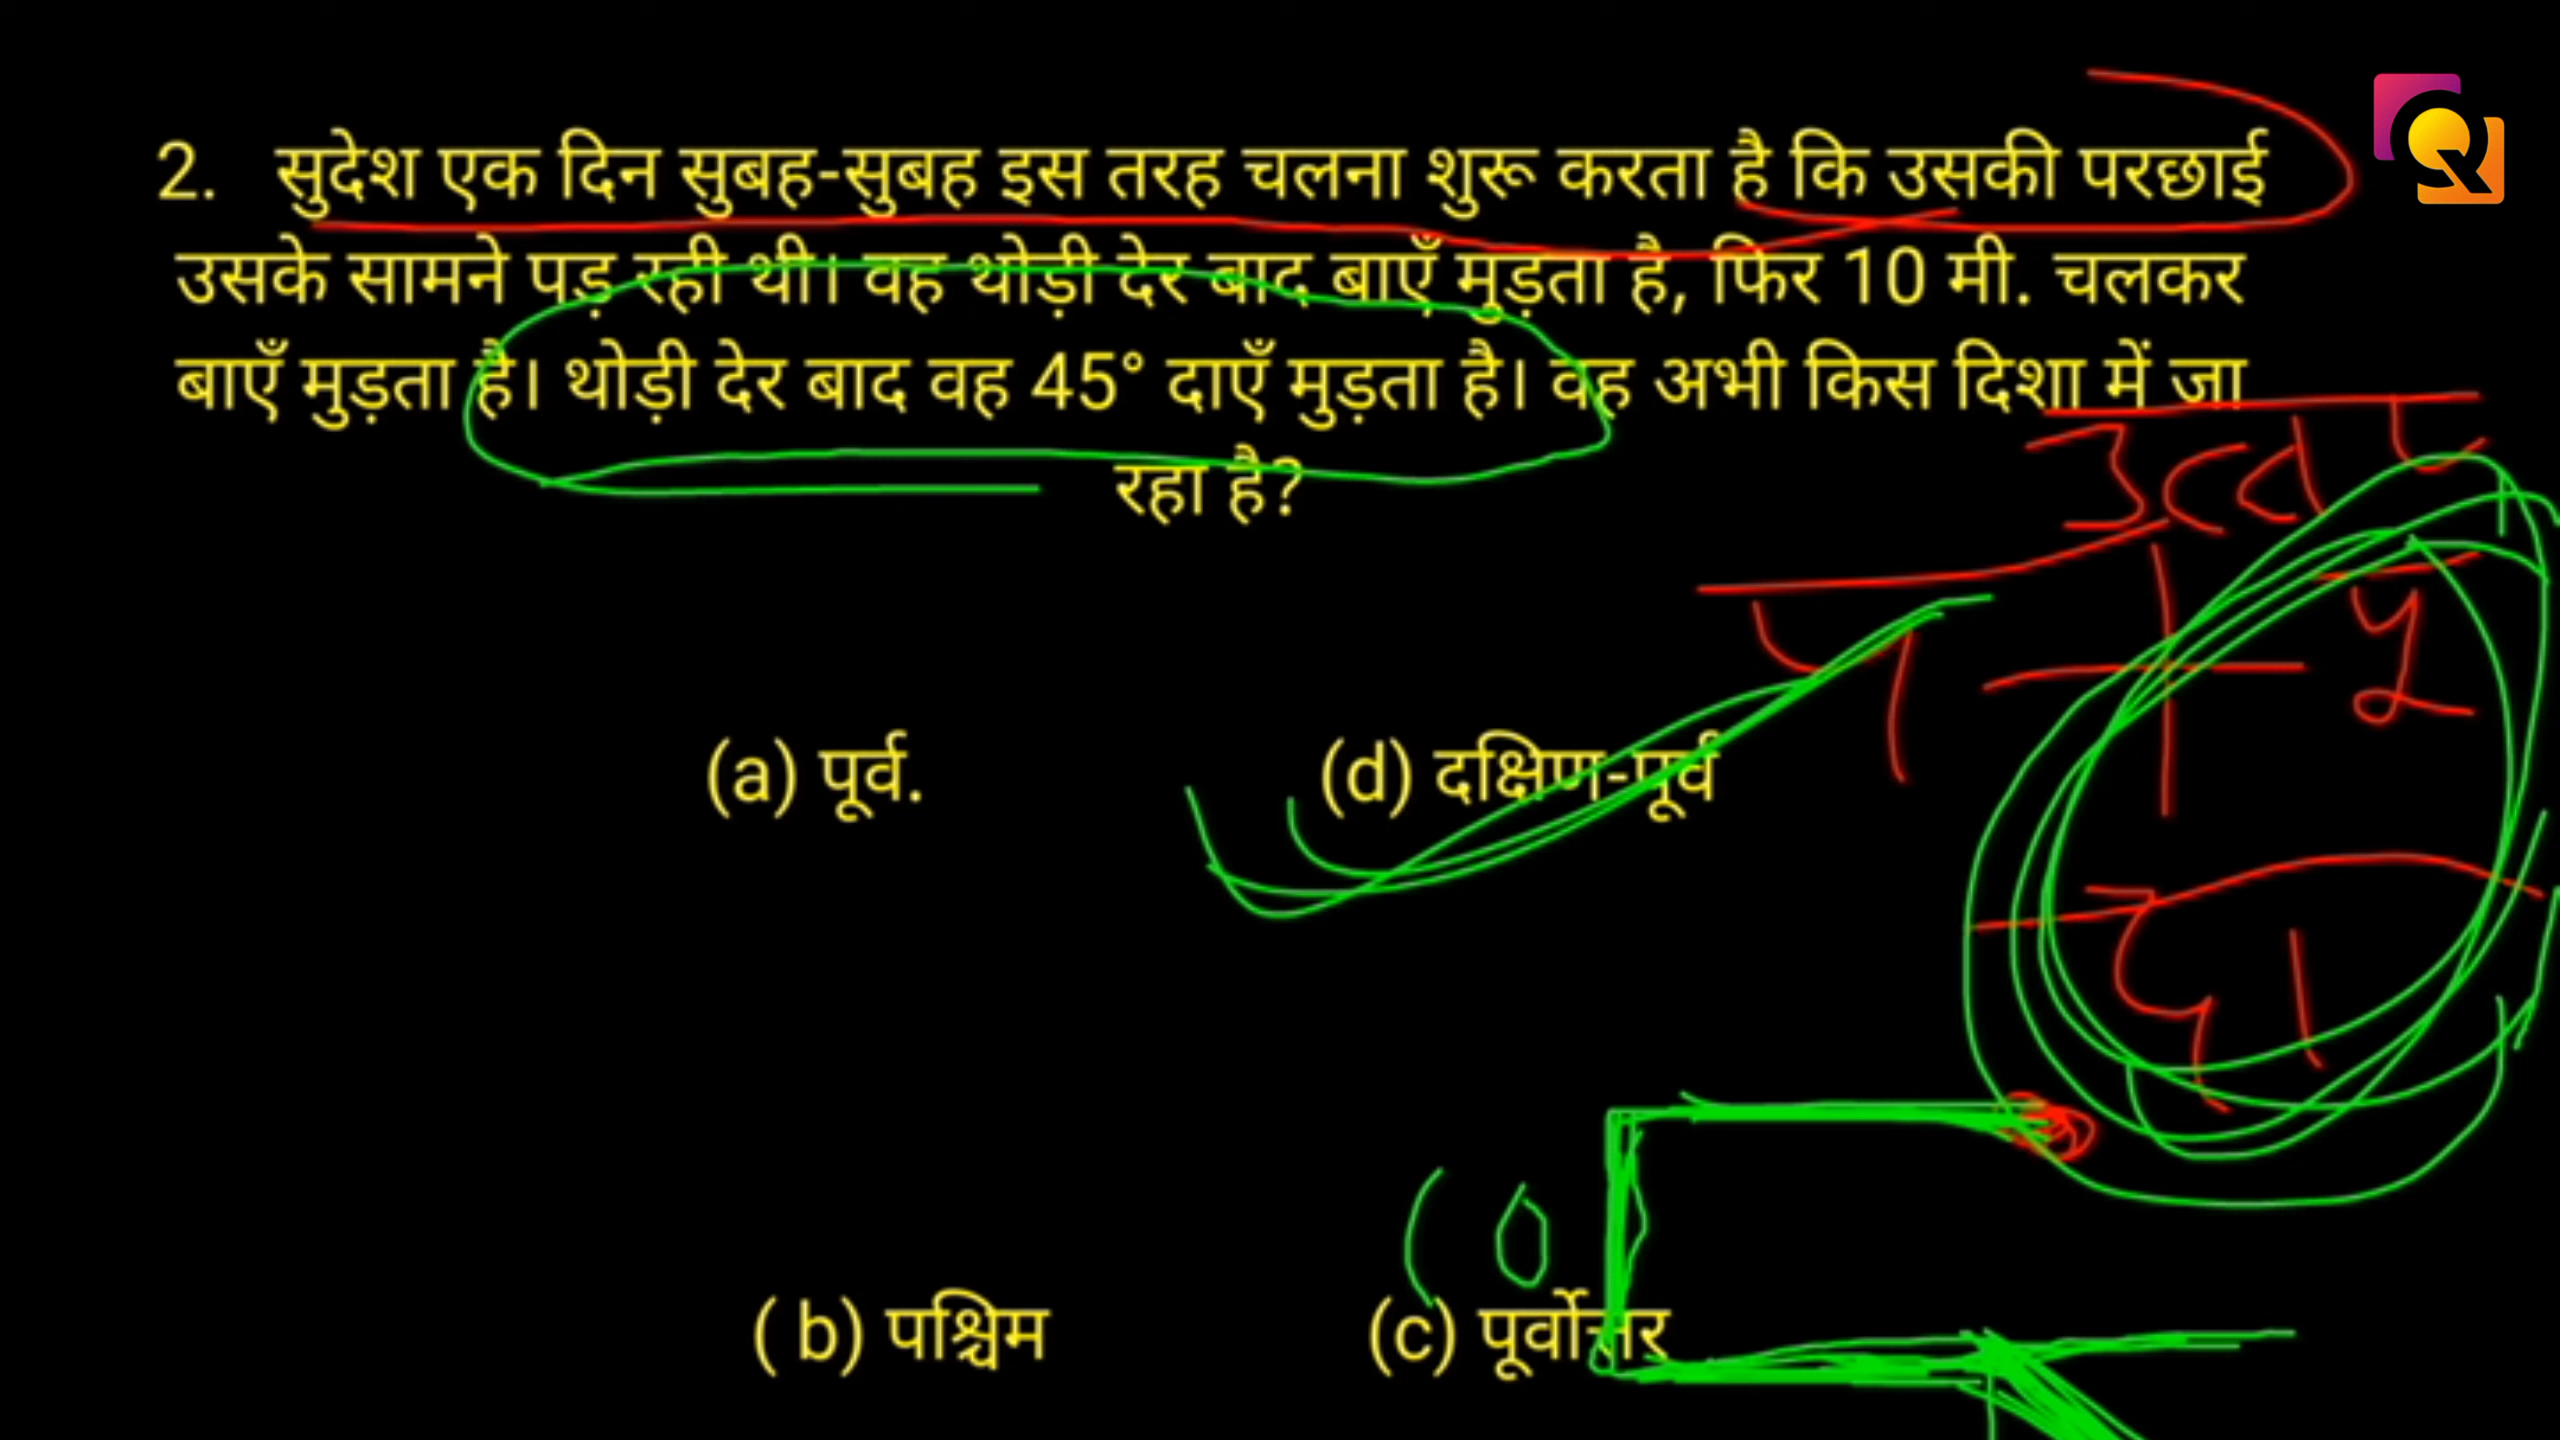 2. सुदेश एक दिन सुबह-सुबह इस तरह चलना शुरू करता है कि उसकी परछाई
उसके सामने पड़ रही थी। वह थोड़ी देर बाद बाएँ मुड़ता है, फिर 10 मी. चलकर
बाएँ मुड़ता है। थोड़ी देर बाद वह 45° दाएँ मुड़ता है। वह अभी किस दिशा में जा
रहा है?
उ
प
पू
द
(a) पूर्व.
(d) दक्षिण-पूर्व
10
( b) पश्चिम
(c) पूर्वोत्तर